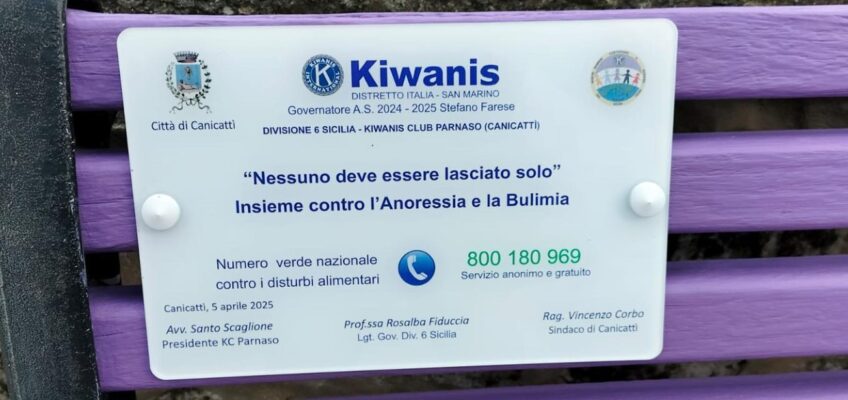 Kiwanis
DISTRETTO ITALIA - SAN MARINO
Governatore A.S. 2024 - 2025 Stefano Farese
Città di Canicattì
DIVISIONE 6 SICILIA - KIWANIS CLUB PARNASO (CANICATTÌ)
“Nessuno deve essere lasciato solo”
Insieme contro l’Anoressia e la Bulimia
Numero verde nazionale
contro i disturbi alimentari
800 180 969
Servizio anonimo e gratuito
Canicattì, 5 aprile 2025
Avv. Santo Scaglione
Presidente KC Parnaso
Prof.ssa Rosalba Fiduccia
Lgt. Gov. Div. 6 Sicilia
Rag. Vincenzo Corbo
Sindaco di Canicattì